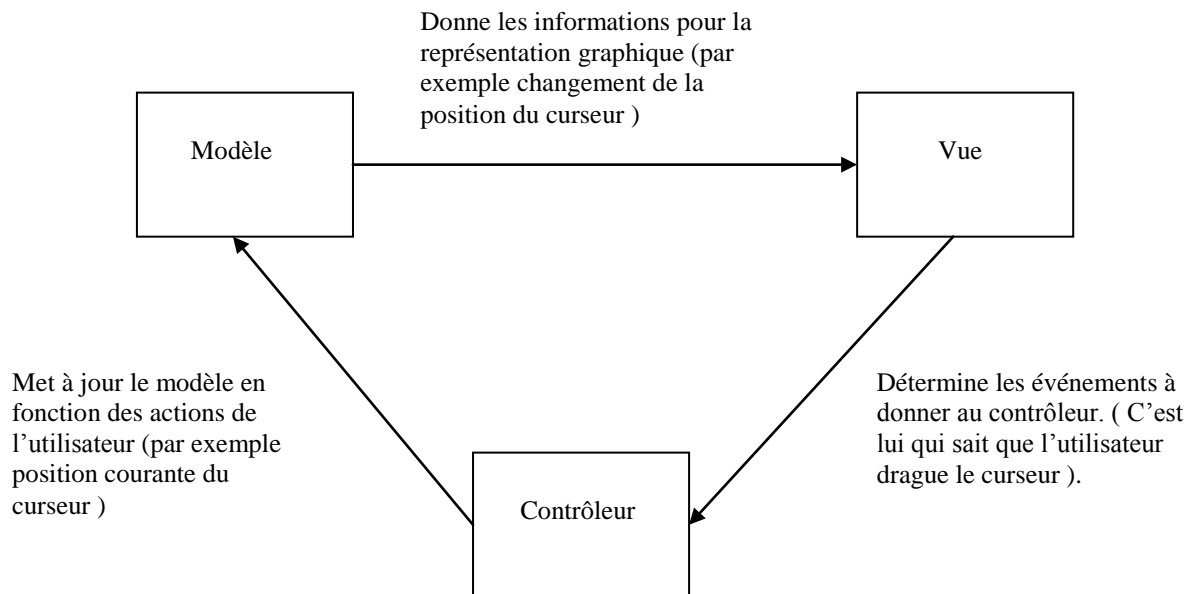 Donne les informations pour la
représentation graphique (par
exemple changement de la
position du curseur )
Modèle
Vue
Met à jour le modèle en
fonction des actions de
l’utilisateur (par exemple
position courante du
curseur )
Détermine les événements à
donner au contrôleur. ( C’est
lui qui sait que l’utilisateur
drague le curseur ).
Contrôleur